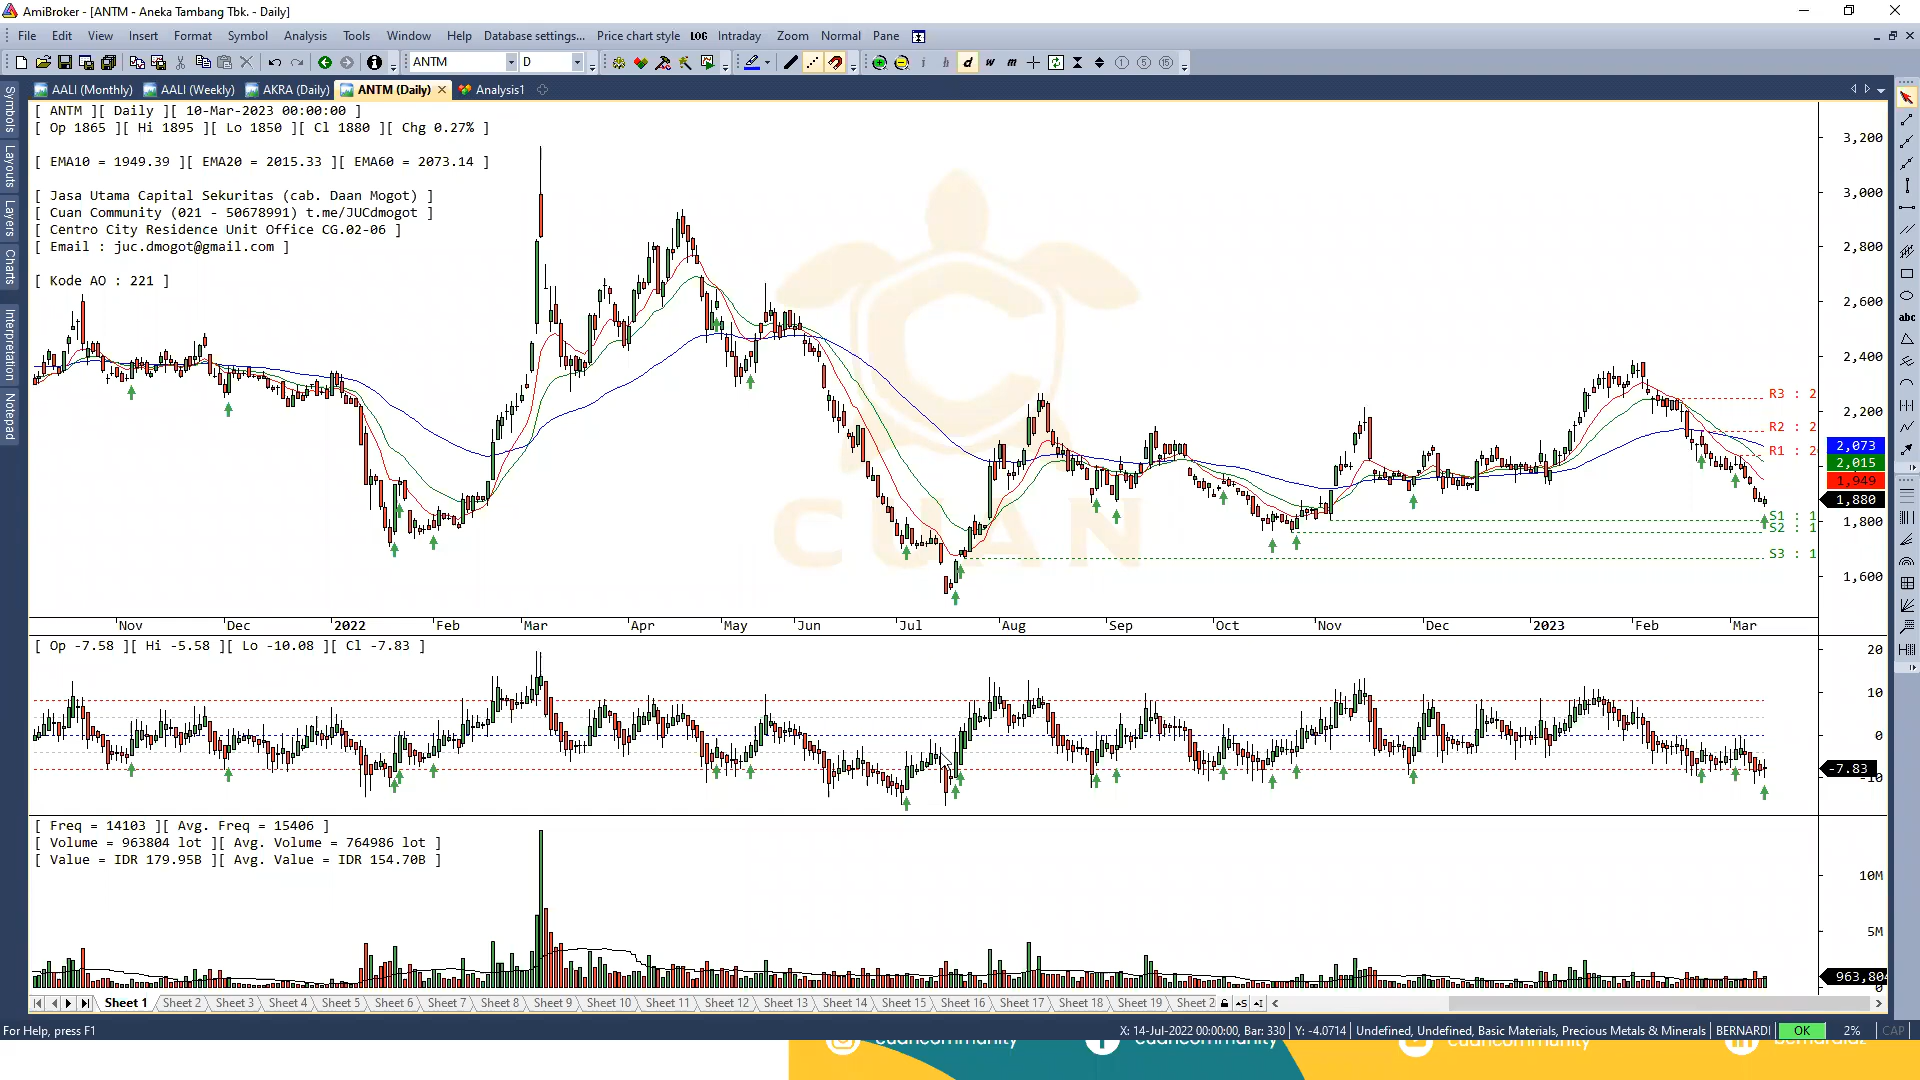 AmiBroker - [ANTM - Aneka Tambang Tbk. - Daily]
File Edit View Insert Format Symbol Analysis Tools Window Help Database settings... Price chart style LOG Intraday Zoom Normal Pane
ANTM D i h d w m
AALI (Monthly) AALI (Weekly) AKRA (Daily) ANTM (Daily) Analysis1
Symbols
Layouts
Layers
Charts
Interpretation
Notepad
[ ANTM ][ Daily ][ 10-Mar-2023 00:00:00 ]
[ Op 1865 ][ Hi 1895 ][ Lo 1850 ][ Cl 1880 ][ Chg 0.27% ]
[ EMA10 = 1949.39 ][ EMA20 = 2015.33 ][ EMA60 = 2073.14 ]
[ Jasa Utama Capital Sekuritas (cab. Daan Mogot) ]
[ Cuan Community (021 - 50678991) t.me/JUCdmogot ]
[ Centro City Residence Unit Office CG.02-06 ]
[ Email : juc.dmogot@gmail.com ]
[ Kode AO : 221 ]
CUAN
3,200
3,000
2,800
2,600
2,400
2,200
1,800
1,600
R3 : 2
R2 : 2
R1 : 2
2,073
2,015
1,949
1,880
S1 : 1
S2 : 1
S3 : 1
abc
Nov Dec 2022 Feb Mar Apr May Jun Jul Aug Sep Oct Nov Dec 2023 Feb Mar
[ Op -7.58 ][ Hi -5.58 ][ Lo -10.08 ][ Cl -7.83 ]
20
10
0
-7.83
-10
[ Freq = 14103 ][ Avg. Freq = 15406 ]
[ Volume = 963804 lot ][ Avg. Volume = 764986 lot ]
[ Value = IDR 179.95B ][ Avg. Value = IDR 154.70B ]
10M
5M
963,804
0
Sheet 1 Sheet 2 Sheet 3 Sheet 4 Sheet 5 Sheet 6 Sheet 7 Sheet 8 Sheet 9 Sheet 10 Sheet 11 Sheet 12 Sheet 13 Sheet 14 Sheet 15 Sheet 16 Sheet 17 Sheet 18 Sheet 19 Sheet 2
For Help, press F1
X: 14-Jul-2022 00:00:00, Bar: 330 Y: -4.0714 Undefined, Undefined, Basic Materials, Precious Metals & Minerals BERNARDI OK 2% CAP
cuancommunity cuancommunity cuancommunity